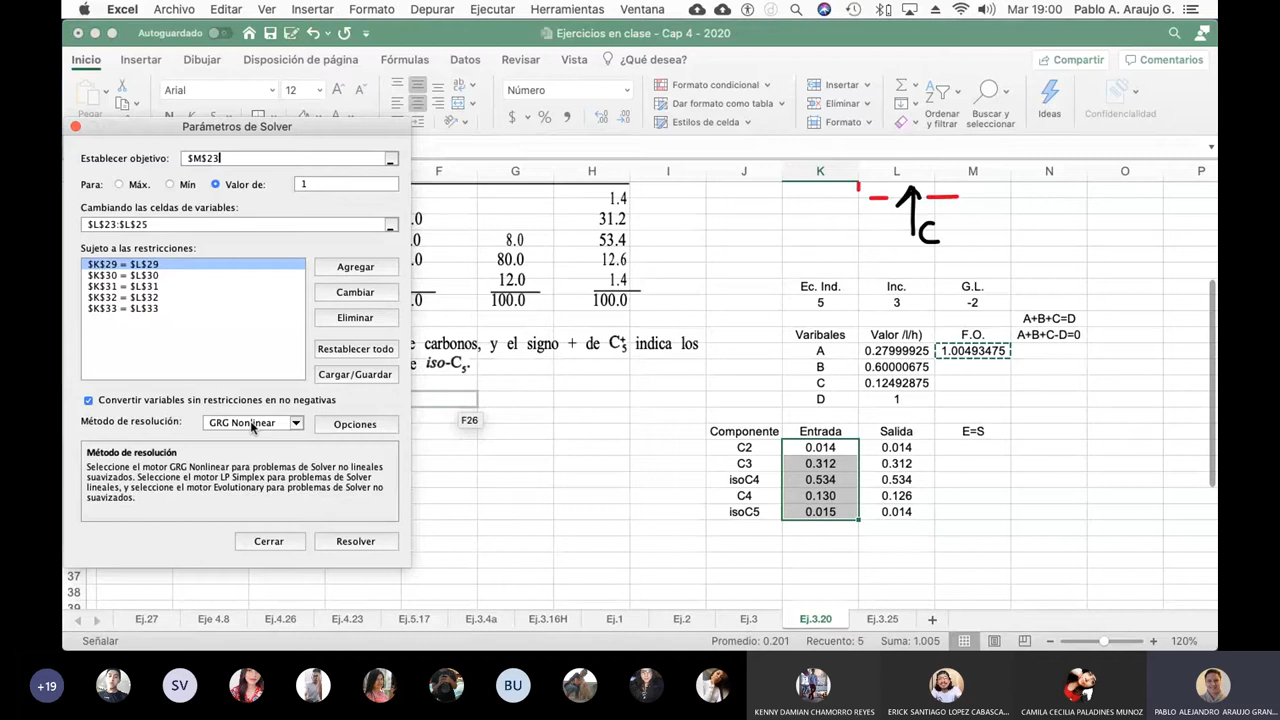 Excel Archivo Editar Ver Insertar Formato Depurar Ejecutar Herramientas Ventana Mar 19:00 Pablo A. Araujo G.
Autoguardado Ejercicios en clase - Cap 4 - 2020
Inicio Insertar Dibujar Disposición de página Fórmulas Datos Revisar Vista ¿Qué desea? Compartir Comentarios
Pegar
Arial 12 A A
N
Número
$ % ,
Formato condicional
Dar formato como tabla
Estilos de celda
Insertar
Eliminar
Formato
Ordenar y filtrar
Buscar y seleccionar
Ideas
Confidencialidad
Parámetros de Solver
Establecer objetivo: $M$23
Para: Máx. Mín Valor de: 1
Cambiando las celdas de variables:
$L$23:$L$25
Sujeto a las restricciones:
$K$29 = $L$29
$K$30 = $L$30
$K$31 = $L$31
$K$32 = $L$32
$K$33 = $L$33
Agregar
Cambiar
Eliminar
Restablecer todo
Cargar/Guardar
Convertir variables sin restricciones en no negativas
Método de resolución: GRG Nonlinear Opciones
Método de resolución
Seleccione el motor GRG Nonlinear para problemas de Solver no lineales
suavizados. Seleccione el motor LP Simplex para problemas de Solver
lineales, y seleccione el motor Evolutionary para problemas de Solver no
suavizados.
Cerrar Resolver
F G H I J K L M N O P
1.4
.0 31.2
.0 8.0 53.4
.0 80.0 12.6
12.0 1.4
.0 100.0 100.0
e carbonos, y el signo + de C5+ indica los
e iso-C5.
F26
C
Ec. Ind. Inc. G.L.
5 3 -2
A+B+C=D
Varibales Valor /l/h) F.O. A+B+C-D=0
A 0.27999925 1.00493475
B 0.60000675
C 0.12492875
D 1
Componente Entrada Salida E=S
C2 0.014 0.014
C3 0.312 0.312
isoC4 0.534 0.534
C4 0.130 0.126
isoC5 0.015 0.014
37
38
39
Ej.27 Eje 4.8 Ej.4.26 Ej.4.23 Ej.5.17 Ej.3.4a Ej.3.16H Ej.1 Ej.2 Ej.3 Ej.3.20 Ej.3.25 +
Señalar Promedio: 0.201 Recuento: 5 Suma: 1.005 120%
+19 SV BU
KENNY DAMIAN CHAMORRO REYES
ERICK SANTIAGO LOPEZ CABASCA...
CAMILA CECILIA PALADINES MUNOZ
PABLO ALEJANDRO ARAUJO GRAN...